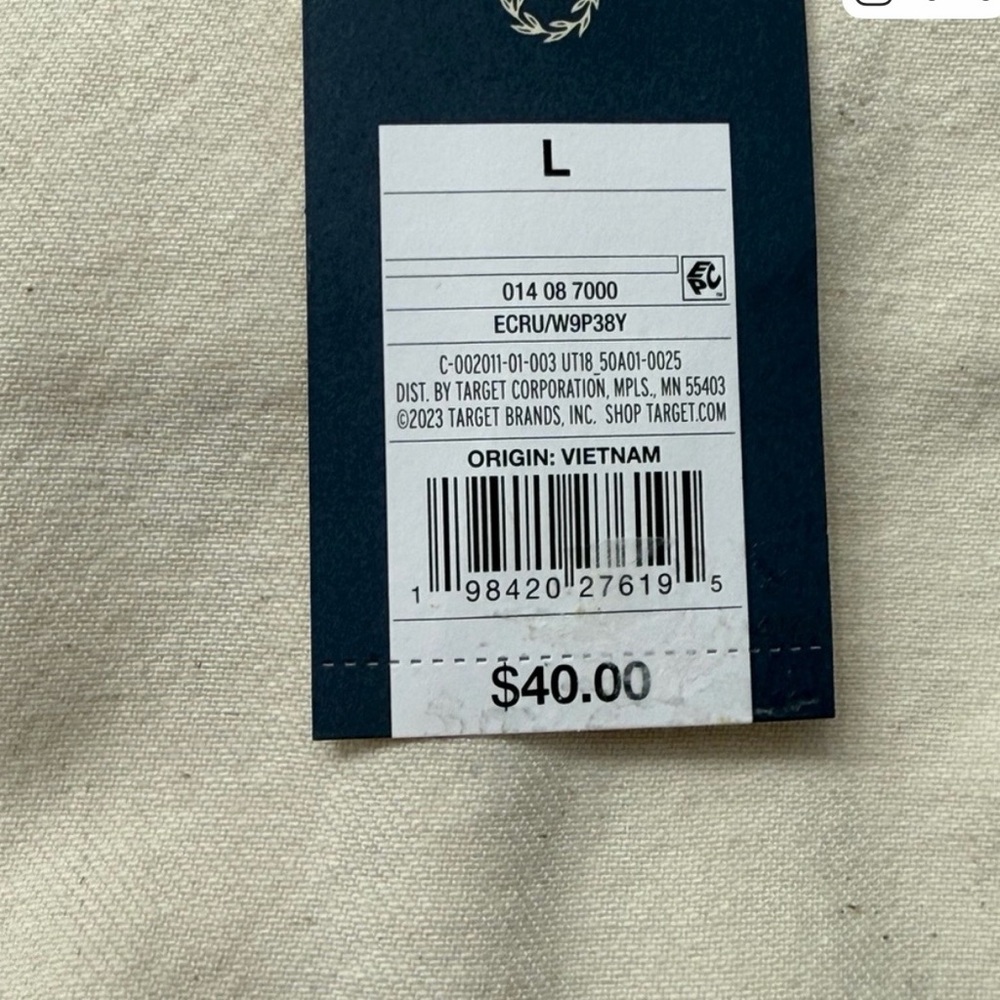 L
EPC
014 08 7000
ECRU/W9P38Y
C-002011-01-003 UT18_50A01-0025
DIST. BY TARGET CORPORATION, MPLS., MN 55403
©2023 TARGET BRANDS, INC. SHOP TARGET.COM
ORIGIN: VIETNAM
1 98420 27619 5
$40.00